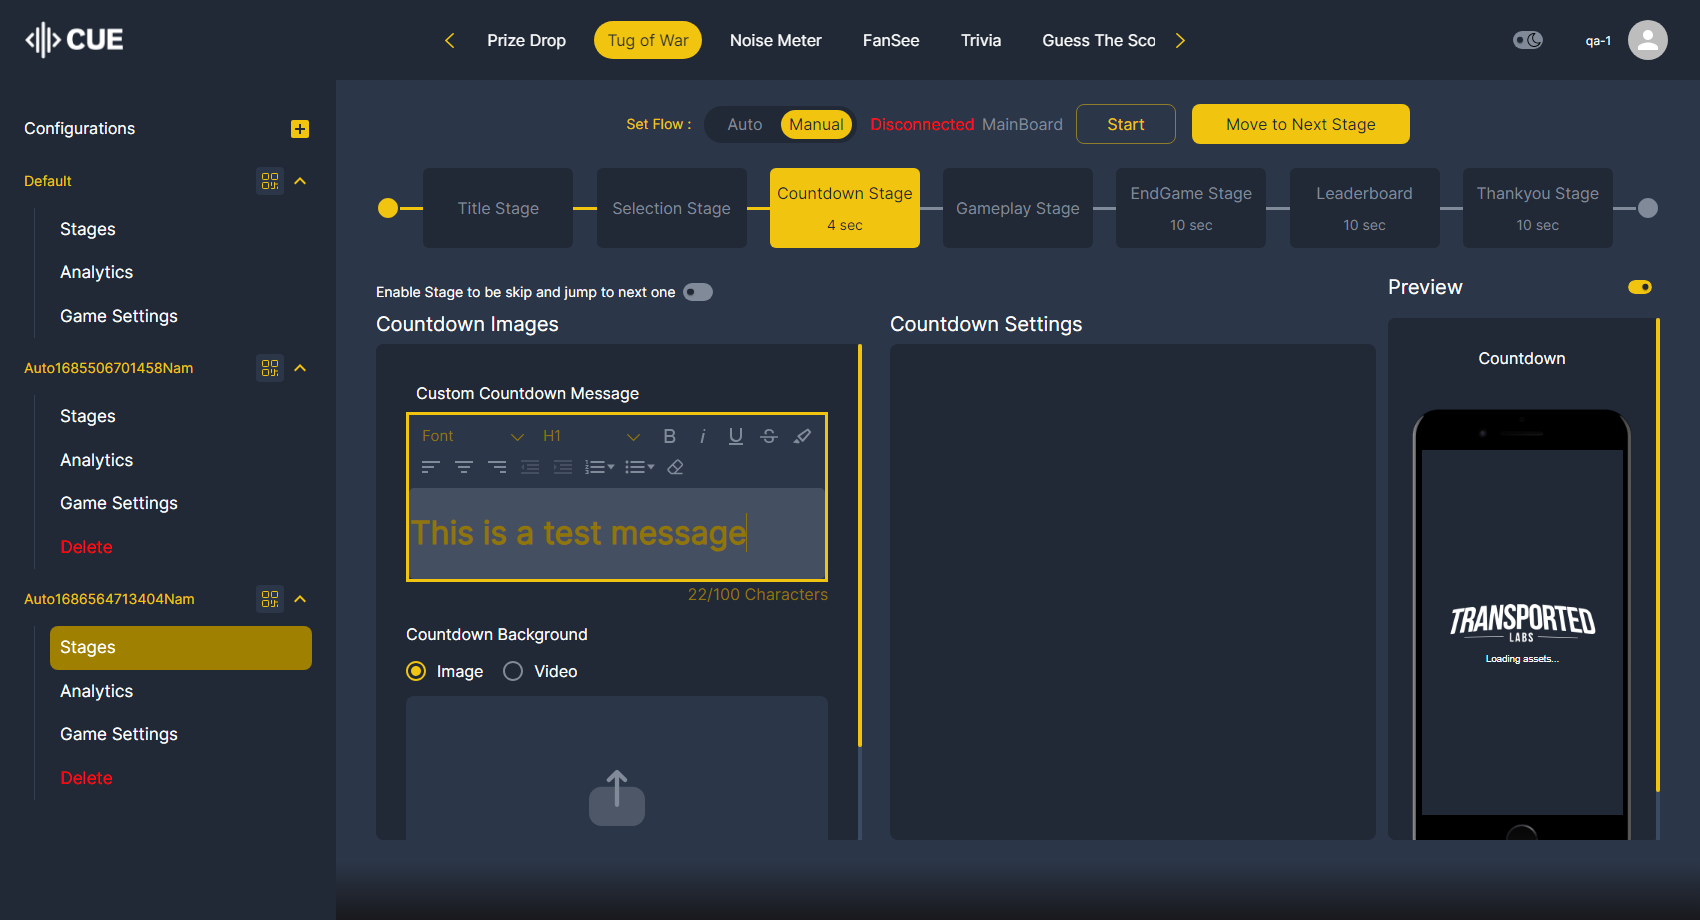 CUE
Prize Drop
Tug of War
Noise Meter
FanSee
Trivia
Guess The Sco
qa-1
Configurations
Default
Stages
Analytics
Game Settings
Auto1685506701458Nam
Stages
Analytics
Game Settings
Delete
Auto1686564713404Nam
Stages
Analytics
Game Settings
Delete
Set Flow :
Auto
Manual
Disconnected MainBoard
Start
Move to Next Stage
Title Stage
Selection Stage
Countdown Stage
4 sec
Gameplay Stage
EndGame Stage
10 sec
Leaderboard
10 sec
Thankyou Stage
10 sec
Enable Stage to be skip and jump to next one
Countdown Images
Custom Countdown Message
Font
H1
This is a test message
22/100 Characters
Countdown Background
Image
Video
Countdown Settings
Preview
Countdown
TRANSPORTED
LABS
Loading assets...